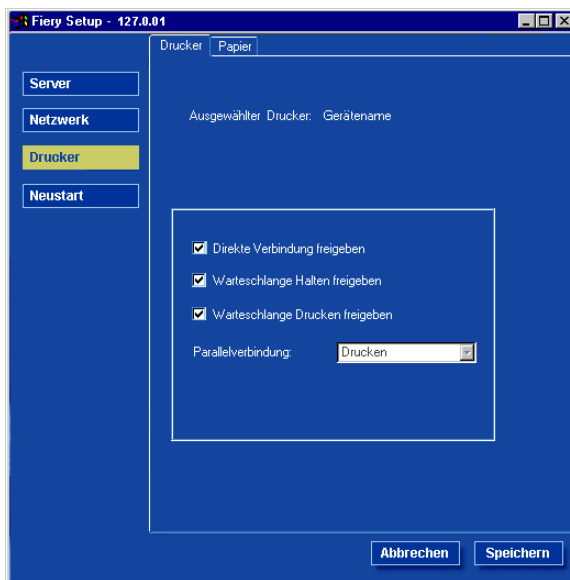 Fiery Setup - 127.0.01
Drucker Papier
Server
Netzwerk
Drucker
Neustart
Ausgewählter Drucker: Gerätename
Direkte Verbindung freigeben
Warteschlange Halten freigeben
Warteschlange Drucken freigeben
Parallelverbindung: Drucken
Abbrechen Speichern